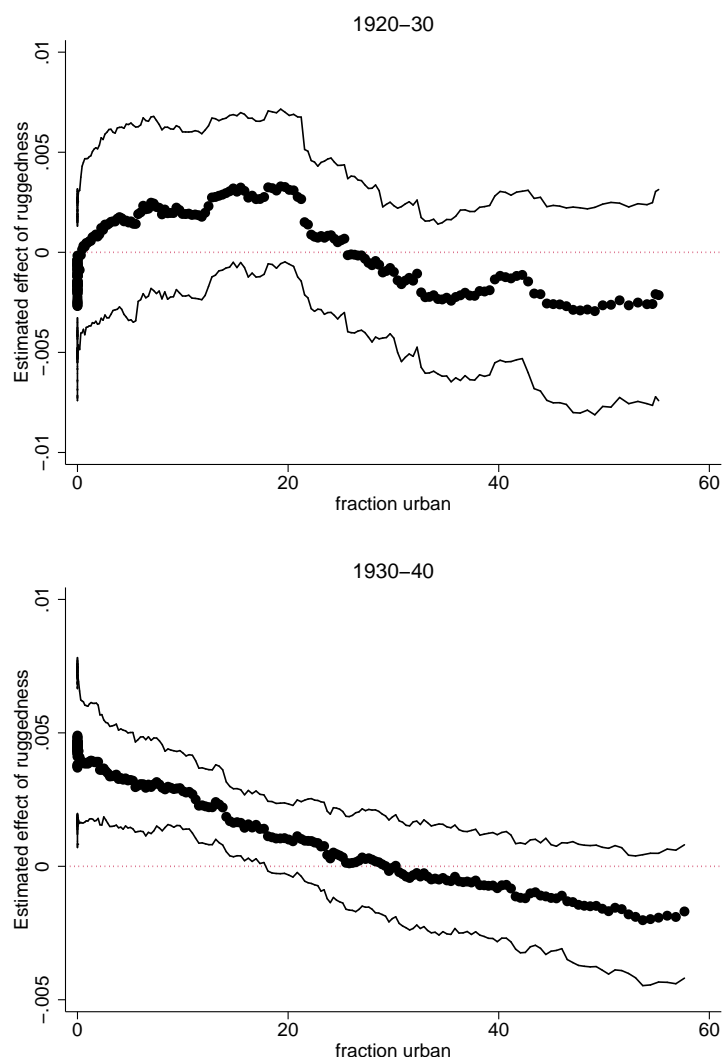 1920−30
.01
.005
0
−.005
−.01
Estimated effect of ruggedness
0 20 40 60
fraction urban
1930−40
.01
.005
0
−.005
Estimated effect of ruggedness
0 20 40 60
fraction urban